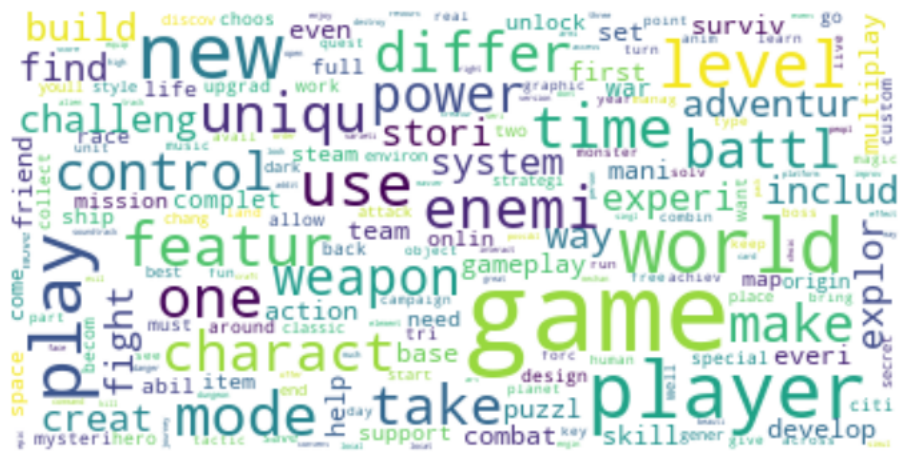 build
discov
choos
even
unlock
real
set
surviv
go
multiplay
new
differ
level
find
full
quest
point
turn
learn
live
youll
style
life
upgrad
work
power
graphic
first
war
year
manag
adventur
custom
challeng
uniqu
stori
two
time
type
battl
race
avail
music
steam
environ
system
monster
mani
solv
magic
friend
unit
control
dark
use
strategi
experi
want
includ
collect
mission
complet
enemi
combin
boss
ship
chang
land
allow
attack
team
onlin
way
world
keep
explor
play
featur
back
object
gameplay
run
free
achiev
map
origin
come
best
fun
weapon
game
place
bring
one
action
campaign
need
make
fight
part
must
around
classic
tri
becom
see
charact
base
forc
human
special
everi
secret
space
abil
item
help
end
start
design
planet
player
well
citi
creat
mode
day
take
puzzl
skill
develop
mysteri
hero
tactic
support
combat
key
gener
give
across